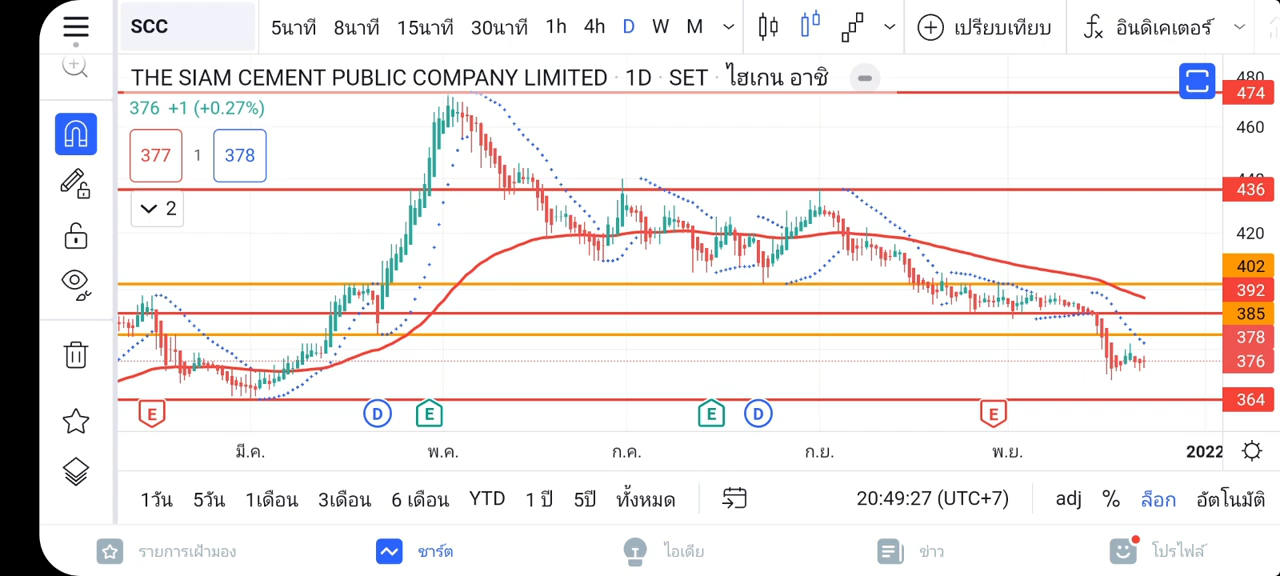 SCC 5นาที 8นาที 15นาที 30นาที 1h 4h D W M เปรียบเทียบ อินดิเคเตอร์
THE SIAM CEMENT PUBLIC COMPANY LIMITED · 1D · SET · ไฮเกน อาชิ
376 +1 (+0.27%)
377 1 378
2
480
474
460
440
436
420
402
392
385
378
376
364
E D E E D E
มี.ค. พ.ค. ก.ค. ก.ย. พ.ย. 2022
1วัน 5วัน 1เดือน 3เดือน 6 เดือน YTD 1 ปี 5ปี ทั้งหมด 20:49:27 (UTC+7) adj % ล็อก อัตโนมัติ
รายการเฝ้ามอง ชาร์ต ไอเดีย ข่าว โปรไฟล์